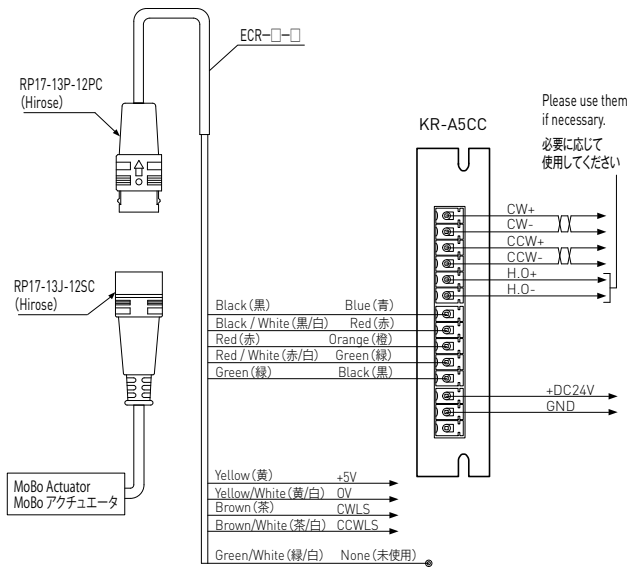 ECR-□-□
RP17-13P-12PC
(Hirose)
KR-A5CC
Please use them
if necessary.
必要に応じて
使用してください
CW+
CW-
CCW+
CCW-
H.O+
H.O-
RP17-13J-12SC
(Hirose)
Black(黒) Blue(青)
Black / White(黒/白) Red(赤)
Red(赤) Orange(橙)
Red / White(赤/白) Green(緑)
Green(緑) Black(黒)
+DC24V
GND
MoBo Actuator
MoBo アクチュエータ
Yellow(黄) +5V
Yellow/White(黄/白) 0V
Brown(茶) CWLS
Brown/White(茶/白) CCWLS
Green/White(緑/白) None(未使用)